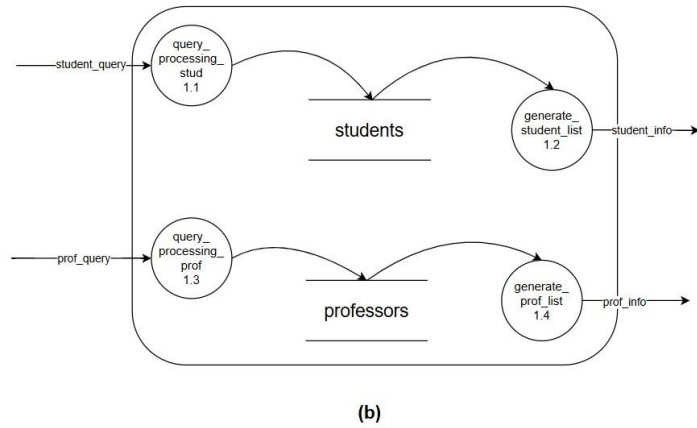 student_query
query_
processing_
stud
1.1
students
generate_
student_list
1.2
student_info
prof_query
query_
processing_
prof
1.3
professors
generate_
prof_list
1.4
prof_info
(b)